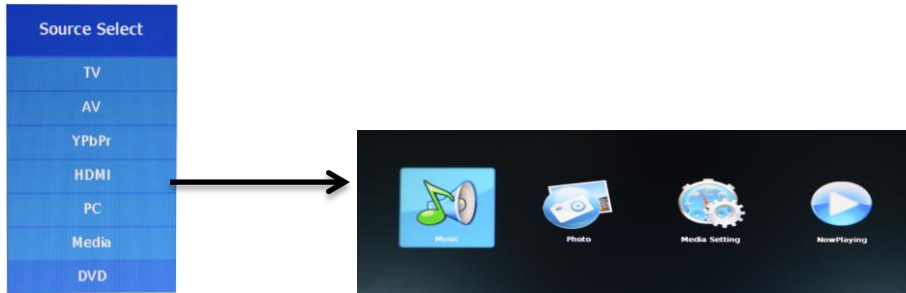 Source Select
TV
AV
YPbPr
HDMI
PC
Media
DVD
Music
Photo
Media Setting
NowPlaying